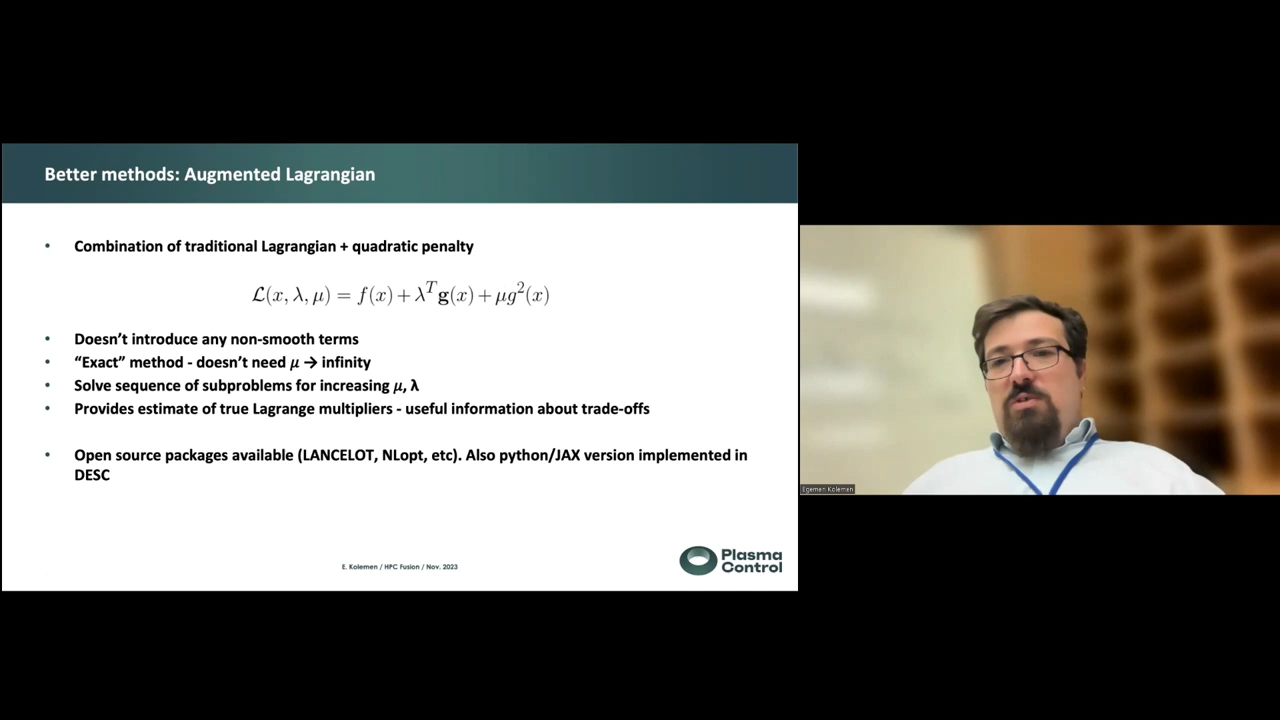 Better methods: Augmented Lagrangian
• Combination of traditional Lagrangian + quadratic penalty
ℒ(x, λ, μ) = f(x) + λᵀg(x) + μg²(x)
• Doesn’t introduce any non-smooth terms
• “Exact” method - doesn’t need μ → infinity
• Solve sequence of subproblems for increasing μ, λ
• Provides estimate of true Lagrange multipliers - useful information about trade-offs
• Open source packages available (LANCELOT, NLopt, etc). Also python/JAX version implemented in
DESC
E. Kolemen / HPC Fusion / Nov. 2023
Plasma
Control
Egemen Kolemen